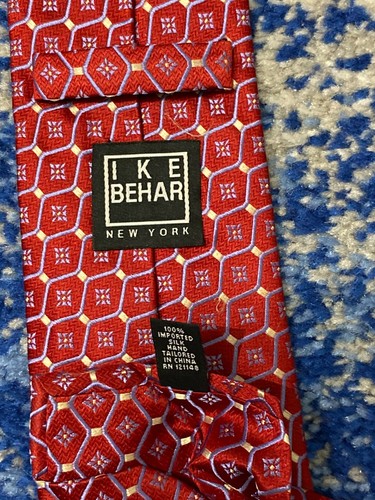 IKE
BEHAR
NEW YORK
100%
IMPORTED
SILK
HAND
TAILORED
IN CHINA
RN 121148